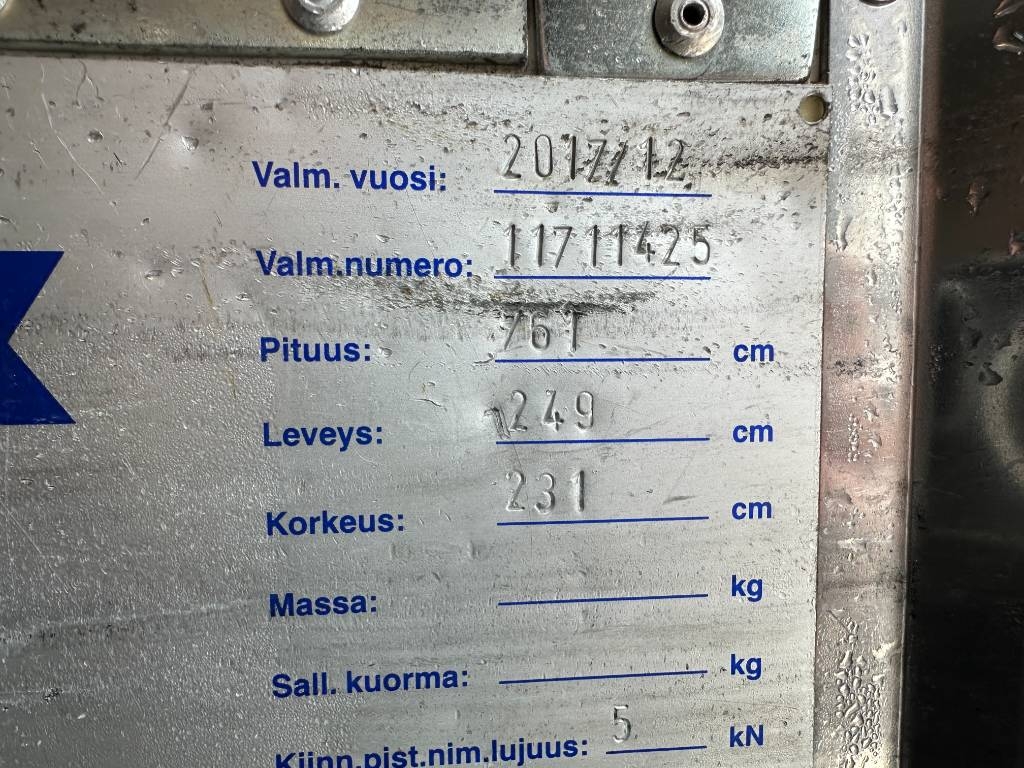 Valm. vuosi: 2017/12
Valm.numero: 11711425
Pituus: 761 cm
Leveys: 249 cm
Korkeus: 231 cm
Massa: kg
Sall. kuorma: kg
Kiinn.pist.nim.lujuus: 5 kN